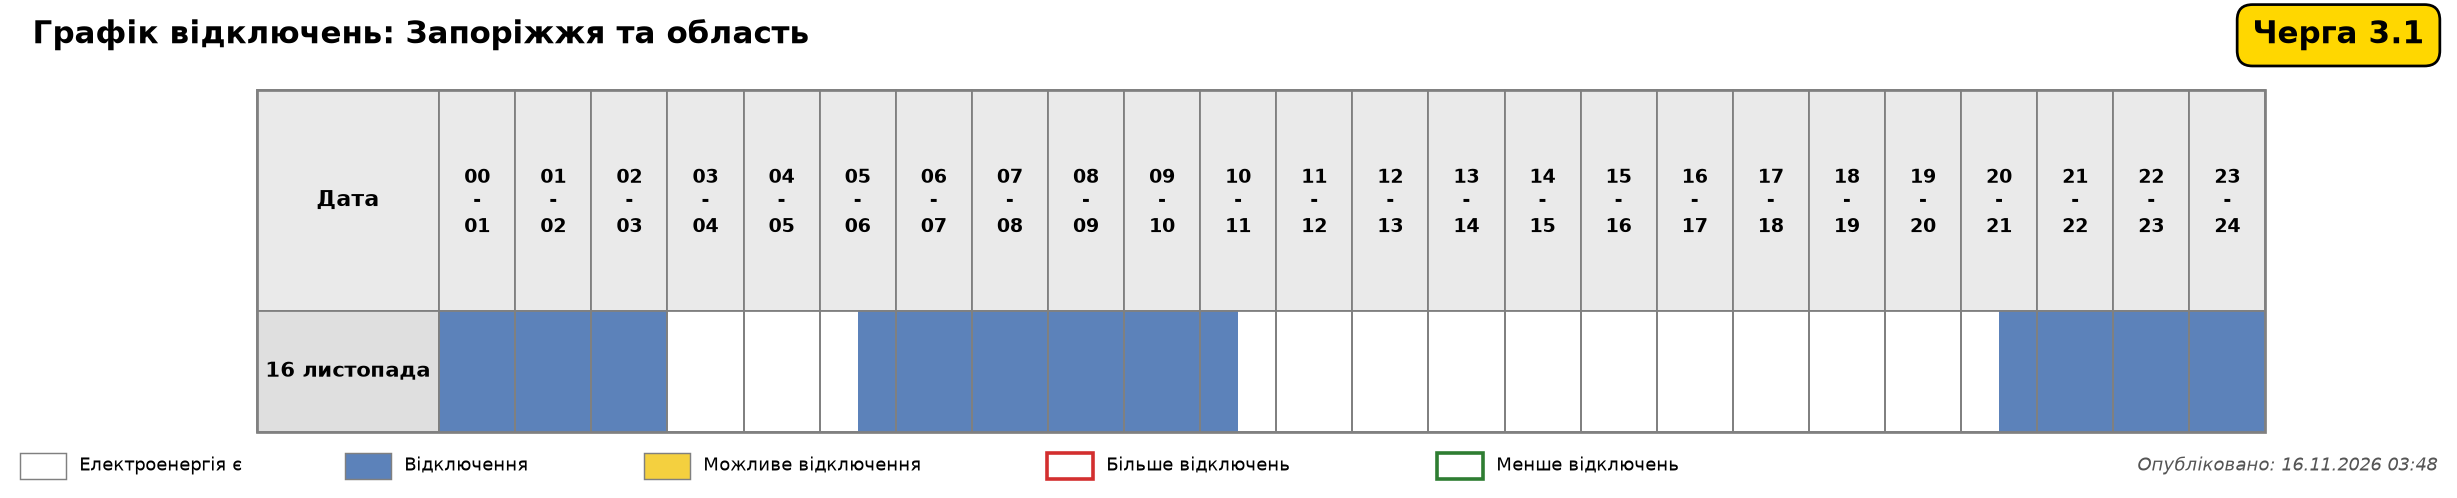 Графік відключень: Запоріжжя та область
Черга 3.1
Дата
00 - 01
01 - 02
02 - 03
03 - 04
04 - 05
05 - 06
06 - 07
07 - 08
08 - 09
09 - 10
10 - 11
11 - 12
12 - 13
13 - 14
14 - 15
15 - 16
16 - 17
17 - 18
18 - 19
19 - 20
20 - 21
21 - 22
22 - 23
23 - 24
16 листопада
Електроенергія є
Відключення
Можливе відключення
Більше відключень
Менше відключень
Опубліковано: 16.11.2026 03:48